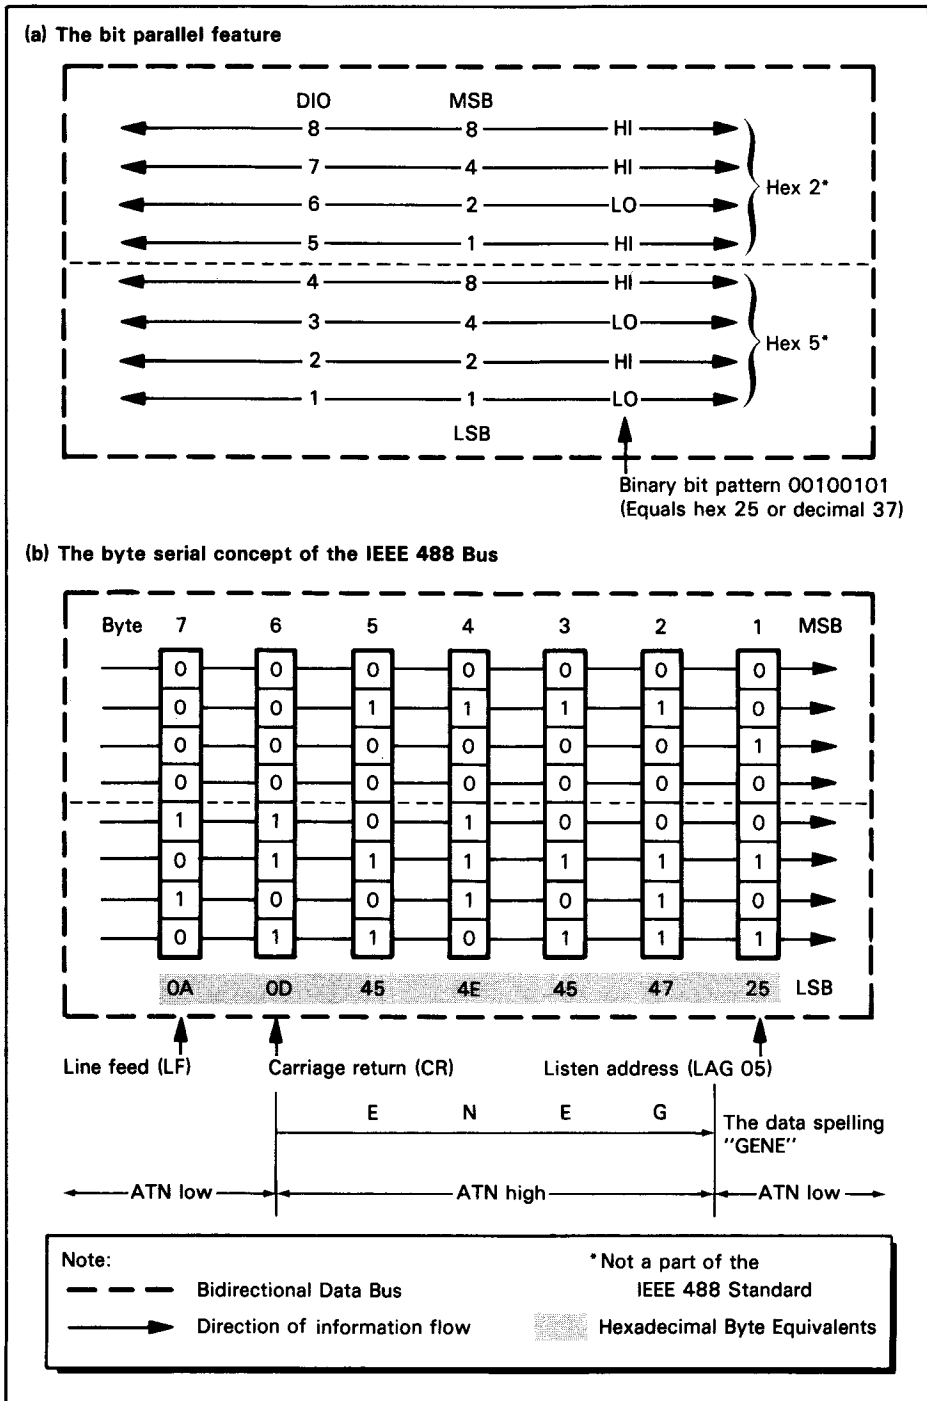 (a) The bit parallel feature
DIO MSB
8 8 HI
7 4 HI
6 2 LO
5 1 HI
Hex 2*
4 8 HI
3 4 LO
2 2 HI
1 1 LO
Hex 5*
LSB
Binary bit pattern 00100101
(Equals hex 25 or decimal 37)
(b) The byte serial concept of the IEEE 488 Bus
Byte 7 6 5 4 3 2 1 MSB
0 0 0 0 0 0 0
0 0 1 1 1 1 0
0 0 0 0 0 0 1
0 0 0 0 0 0 0
1 1 0 1 0 0 0
0 1 1 1 1 1 1
1 0 0 1 0 1 0
0 1 1 0 1 1 1
0A 0D 45 4E 45 47 25 LSB
Line feed (LF) Carriage return (CR) Listen address (LAG 05)
E N E G
The data spelling
"GENE"
ATN low ATN high ATN low
Note:
Bidirectional Data Bus
Direction of information flow
*Not a part of the
IEEE 488 Standard
Hexadecimal Byte Equivalents